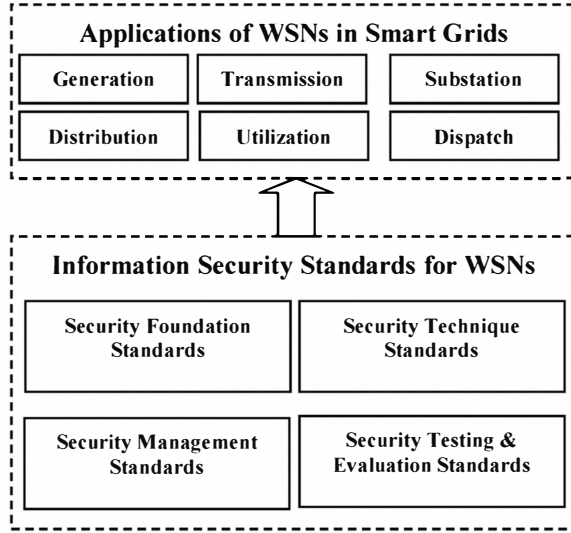 Applications of WSNs in Smart Grids
Generation
Transmission
Substation
Distribution
Utilization
Dispatch
Information Security Standards for WSNs
Security Foundation
Standards
Security Technique
Standards
Security Management
Standards
Security Testing &
Evaluation Standards